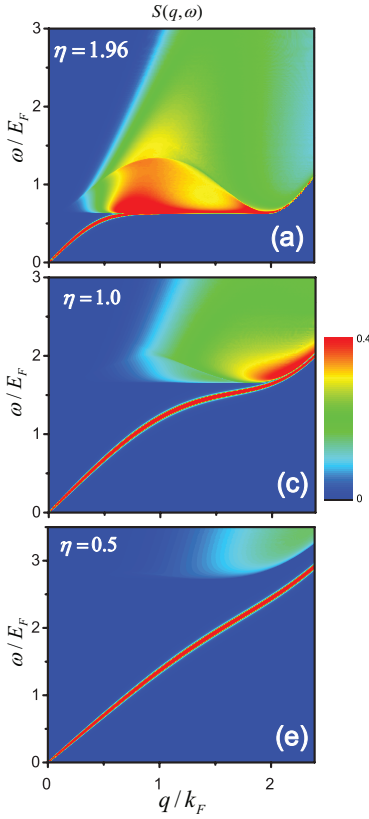 S(q,ω)
η = 1.96
ω / E_F
3
2
1
0
(a)
η = 1.0
ω / E_F
3
2
1
0
(c)
0.4
0
η = 0.5
ω / E_F
3
2
1
0
(e)
0 1 2
q / k_F